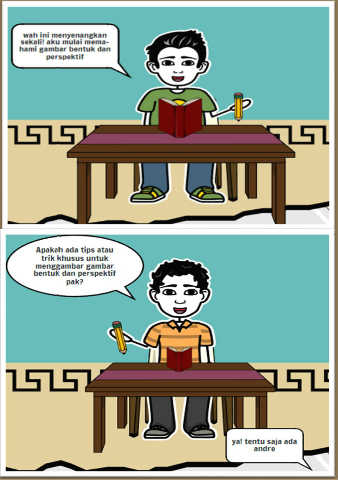 wah ini menyenangkan
sekali! aku mulai mema-
hami gambar bentuk dan
perspektif
Apakah ada tips atau
trik khusus untuk
menggambar gambar
bentuk dan perspektif
pak?
ya! tentu saja ada
andre